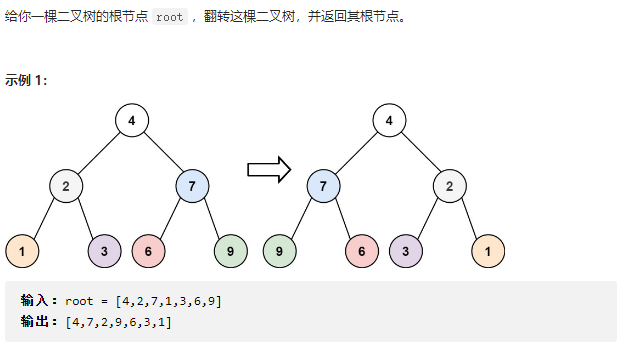 给你一棵二叉树的根节点 root ，翻转这棵二叉树，并返回其根节点。
示例 1：
4 4
2 7 7 2
1 3 6 9 9 6 3 1
输入：root = [4,2,7,1,3,6,9]
输出：[4,7,2,9,6,3,1]